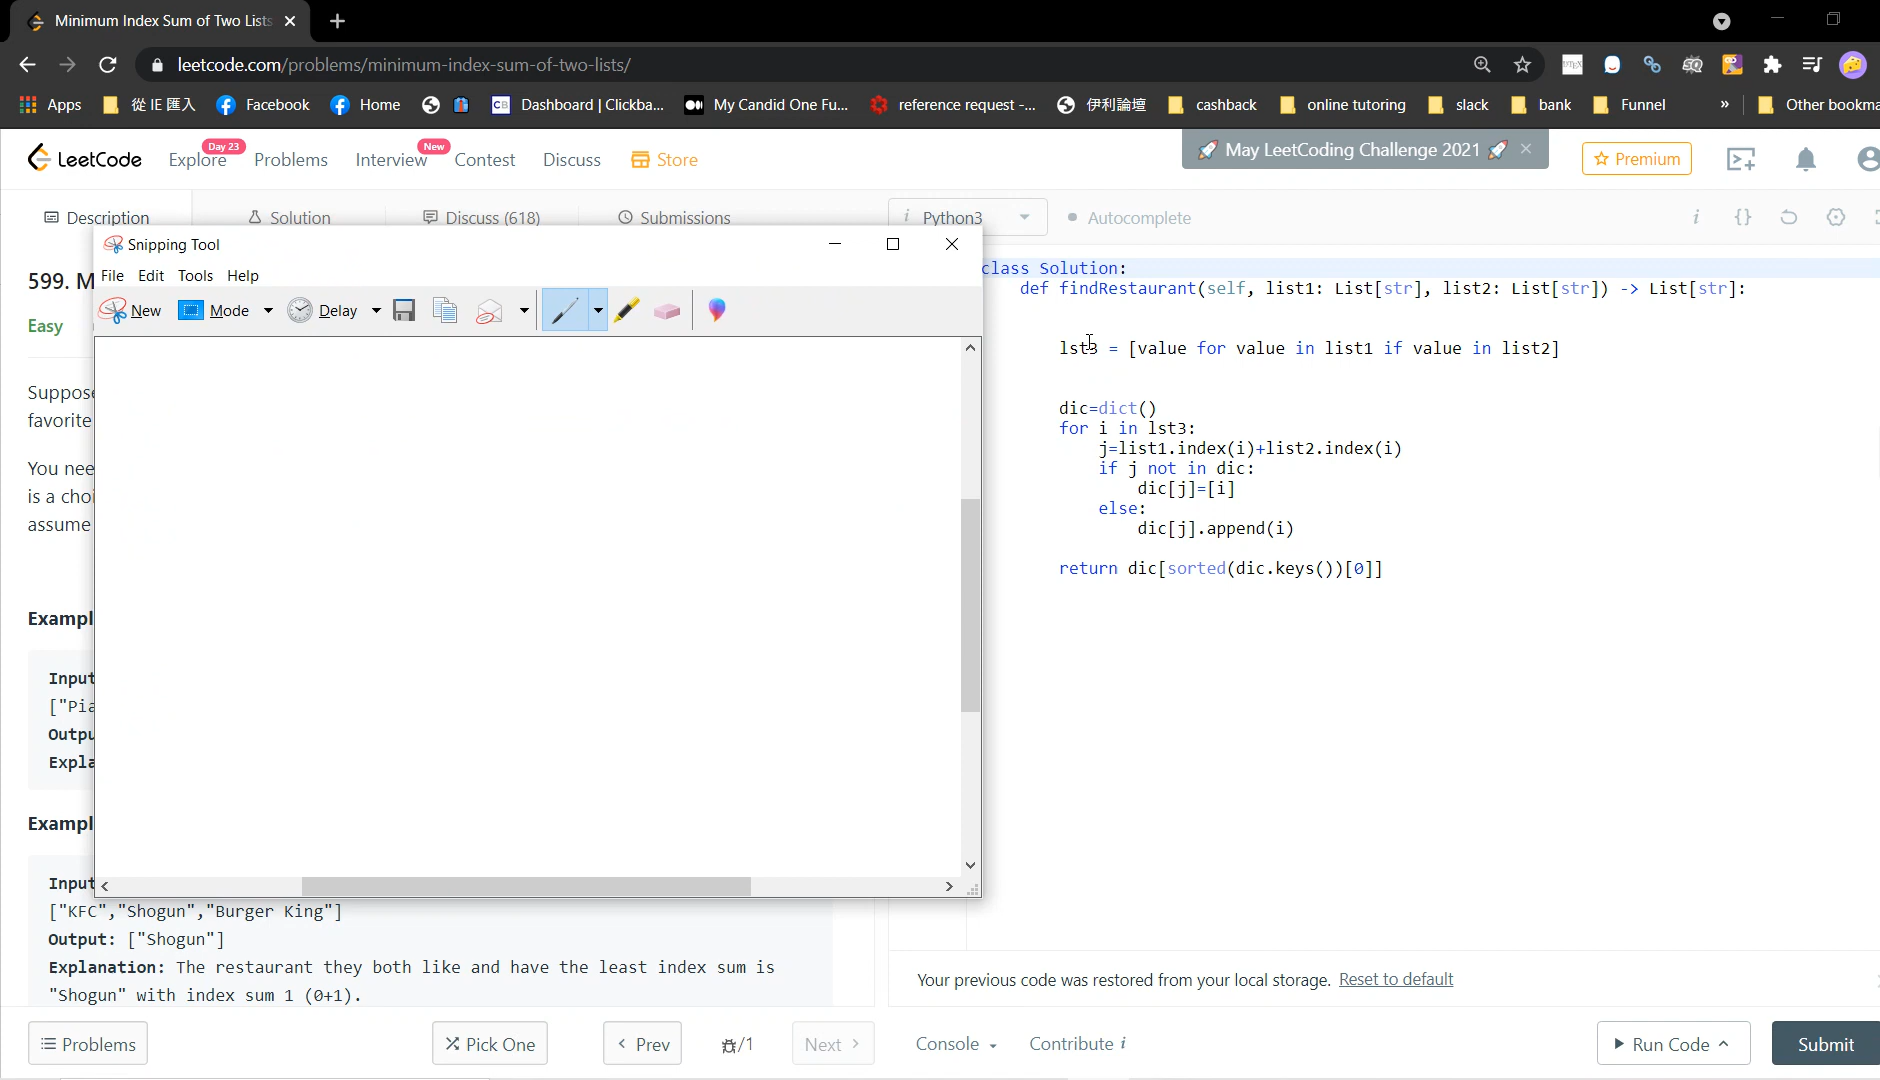 Minimum Index Sum of Two Lists
leetcode.com/problems/minimum-index-sum-of-two-lists/
Apps 從 IE 匯入 Facebook Home CB Dashboard | Clickba... My Candid One Fu... reference request -... 伊利論壇 cashback online tutoring slack bank Funnel » Other bookma
LeetCode Explore Day 23 Problems Interview New Contest Discuss Store May LeetCoding Challenge 2021 Premium
Description Solution Discuss (618) Submissions i Python3 Autocomplete i {}
Snipping Tool
File Edit Tools Help
New Mode Delay
599. M
Easy
Suppose
favorite
You nee
is a choi
assume
Exampl
Input
["Pia
Outpu
Expla
Exampl
Input
["KFC","Shogun","Burger King"]
Output: ["Shogun"]
Explanation: The restaurant they both like and have the least index sum is
"Shogun" with index sum 1 (0+1).
class Solution:
def findRestaurant(self, list1: List[str], list2: List[str]) -> List[str]:
lst3 = [value for value in list1 if value in list2]
dic=dict()
for i in lst3:
j=list1.index(i)+list2.index(i)
if j not in dic:
dic[j]=[i]
else:
dic[j].append(i)
return dic[sorted(dic.keys())[0]]
Your previous code was restored from your local storage. Reset to default
Problems Pick One Prev /1 Next Console Contribute i Run Code Submit